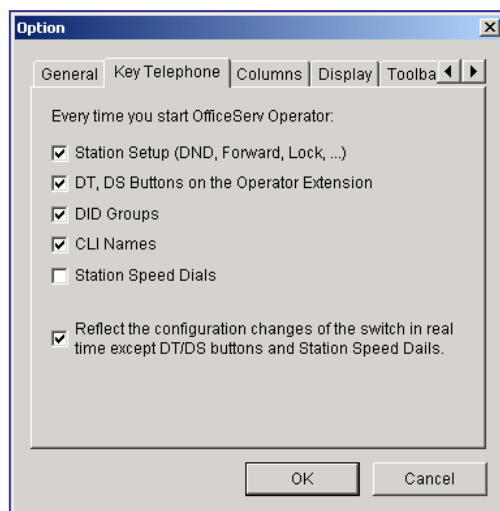 Option
General Key Telephone Columns Display Toolba
Every time you start OfficeServ Operator:
Station Setup (DND, Forward, Lock, ...)
DT, DS Buttons on the Operator Extension
DID Groups
CLI Names
Station Speed Dials
Reflect the configuration changes of the switch in real
time except DT/DS buttons and Station Speed Dails.
OK Cancel